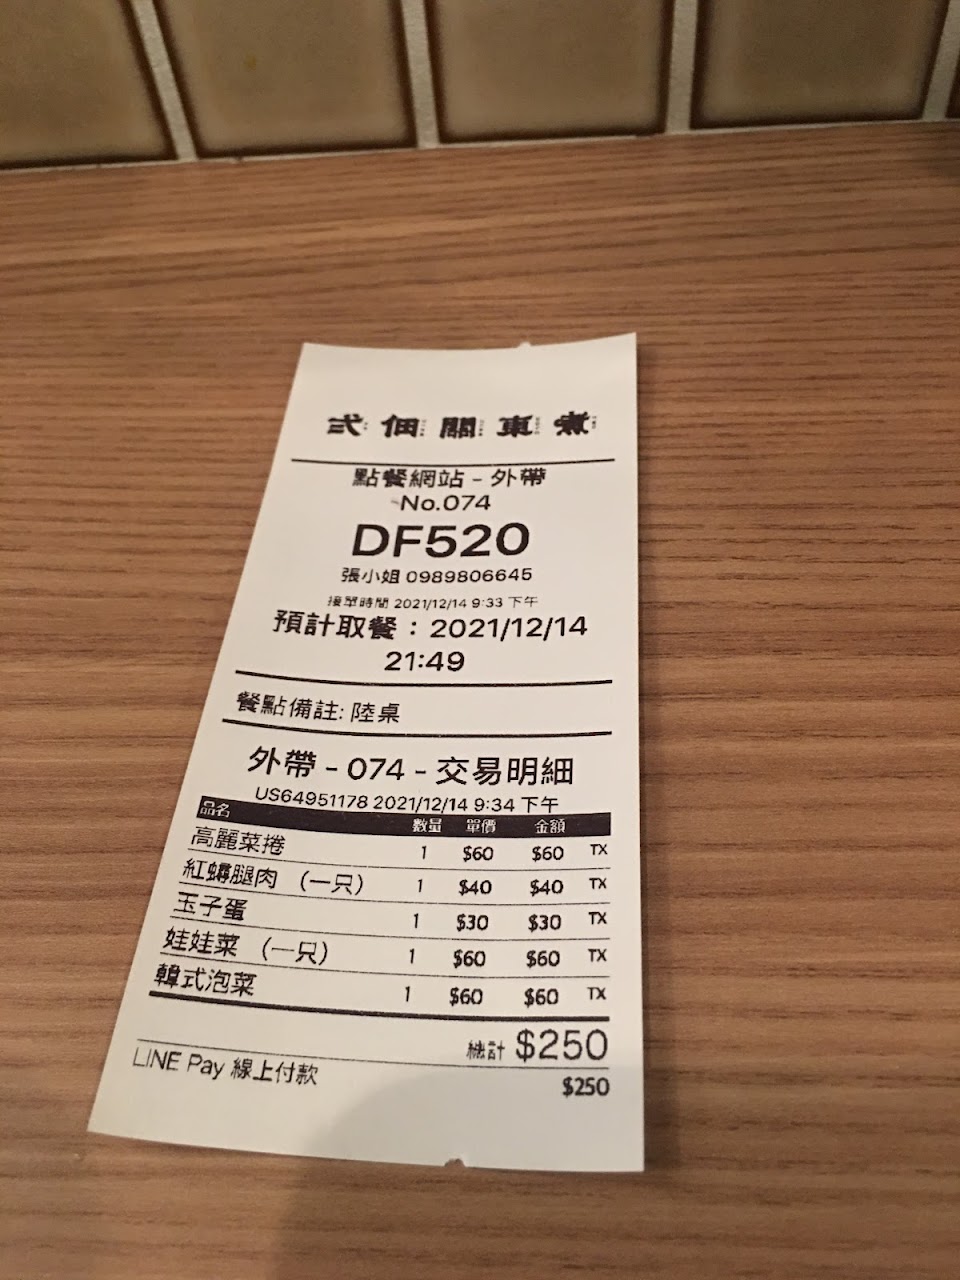 弎佃關東煮
點餐網站 - 外帶
No.074
DF520
張小姐 0989806645
接單時間 2021/12/14 9:33 下午
預計取餐：2021/12/14
21:49
餐點備註: 陸桌
外帶 - 074 - 交易明細
US64951178 2021/12/14 9:34 下午
品名 數量 單價 金額
高麗菜捲 1 $60 $60 TX
紅蟳腿肉 （一只） 1 $40 $40 TX
玉子蛋 1 $30 $30 TX
娃娃菜 （一只） 1 $60 $60 TX
韓式泡菜 1 $60 $60 TX
總計 $250
LINE Pay 線上付款 $250